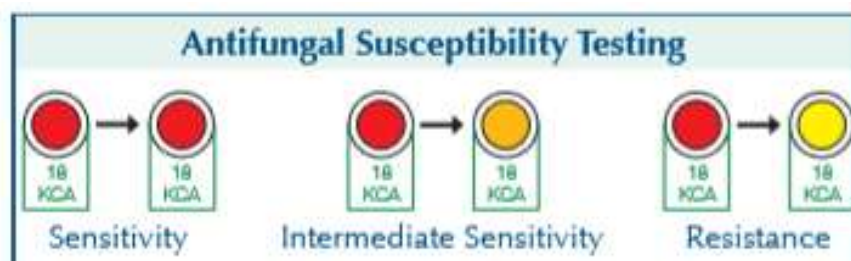 Antifungal Susceptibility Testing
18 18 18 18 18 18
KCA KCA KCA KCA KCA KCA
Sensitivity Intermediate Sensitivity Resistance